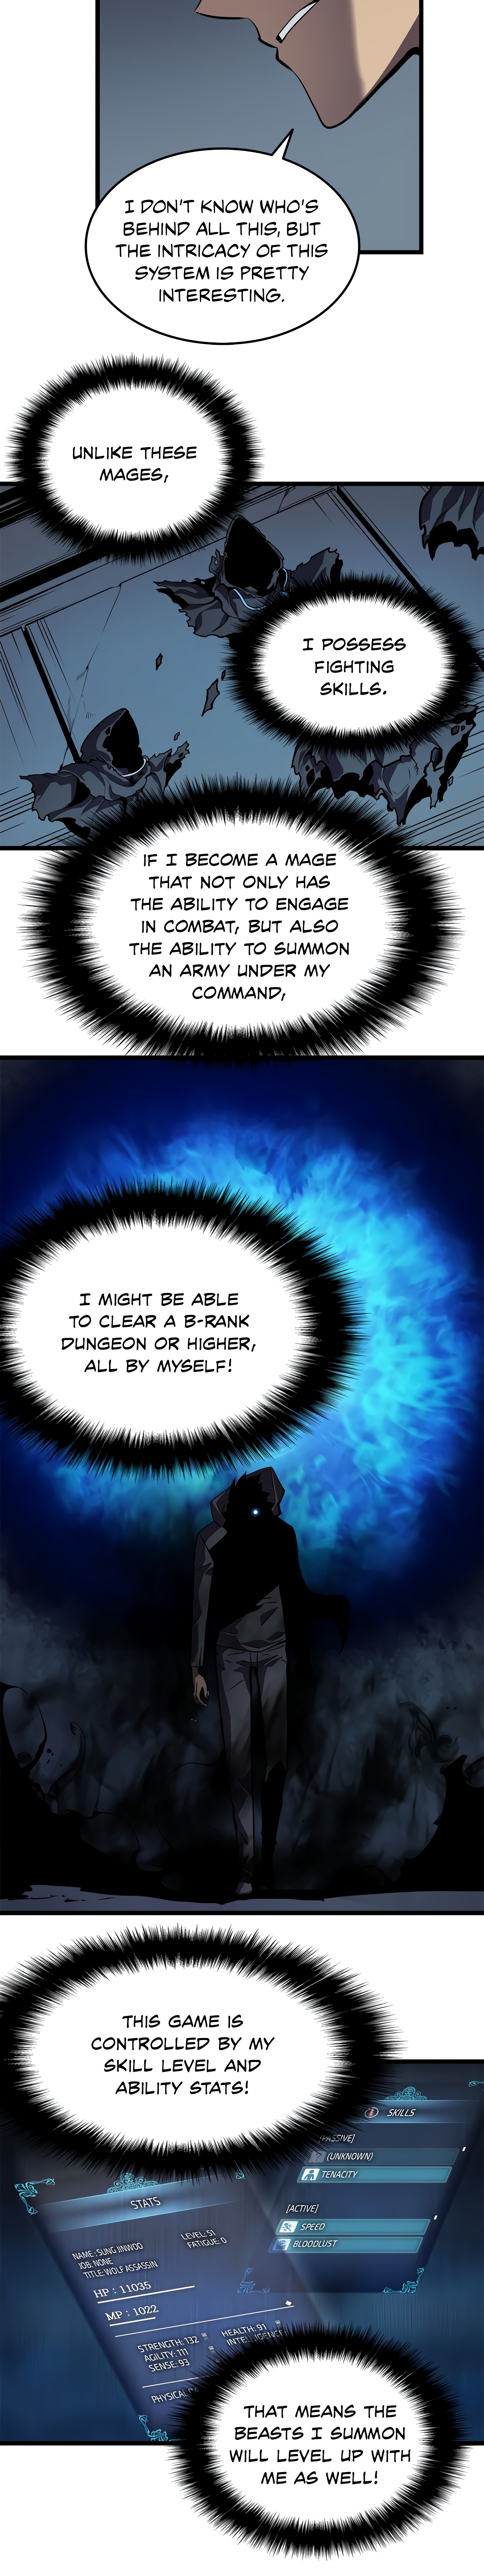 I DON'T KNOW WHO'S
BEHIND ALL THIS, BUT
THE INTRICACY OF THIS
SYSTEM IS PRETTY
INTERESTING.
UNLIKE THESE
MAGES,
I POSSESS
FIGHTING
SKILLS.
IF I BECOME A MAGE
THAT NOT ONLY HAS
THE ABILITY TO ENGAGE
IN COMBAT, BUT ALSO
THE ABILITY TO SUMMON
AN ARMY UNDER MY
COMMAND,
I MIGHT BE ABLE
TO CLEAR A B-RANK
DUNGEON OR HIGHER,
ALL BY MYSELF!
THIS GAME IS
CONTROLLED BY MY
SKILL LEVEL AND
ABILITY STATS!
SKILLS
[PASSIVE]
(UNKNOWN)
TENACITY
[ACTIVE]
SPEED
BLOODLUST
STATS
NAME: SUNG JINWOO
JOB: NONE
TITLE: WOLF ASSASSIN
LEVEL: 51
FATIGUE: 0
HP : 11035
MP : 1022
STRENGTH: 132
AGILITY: 111
SENSE: 93
HEALTH: 91
INTELLIGENCE:
PHYSICAL
THAT MEANS THE
BEASTS I SUMMON
WILL LEVEL UP WITH
ME AS WELL!